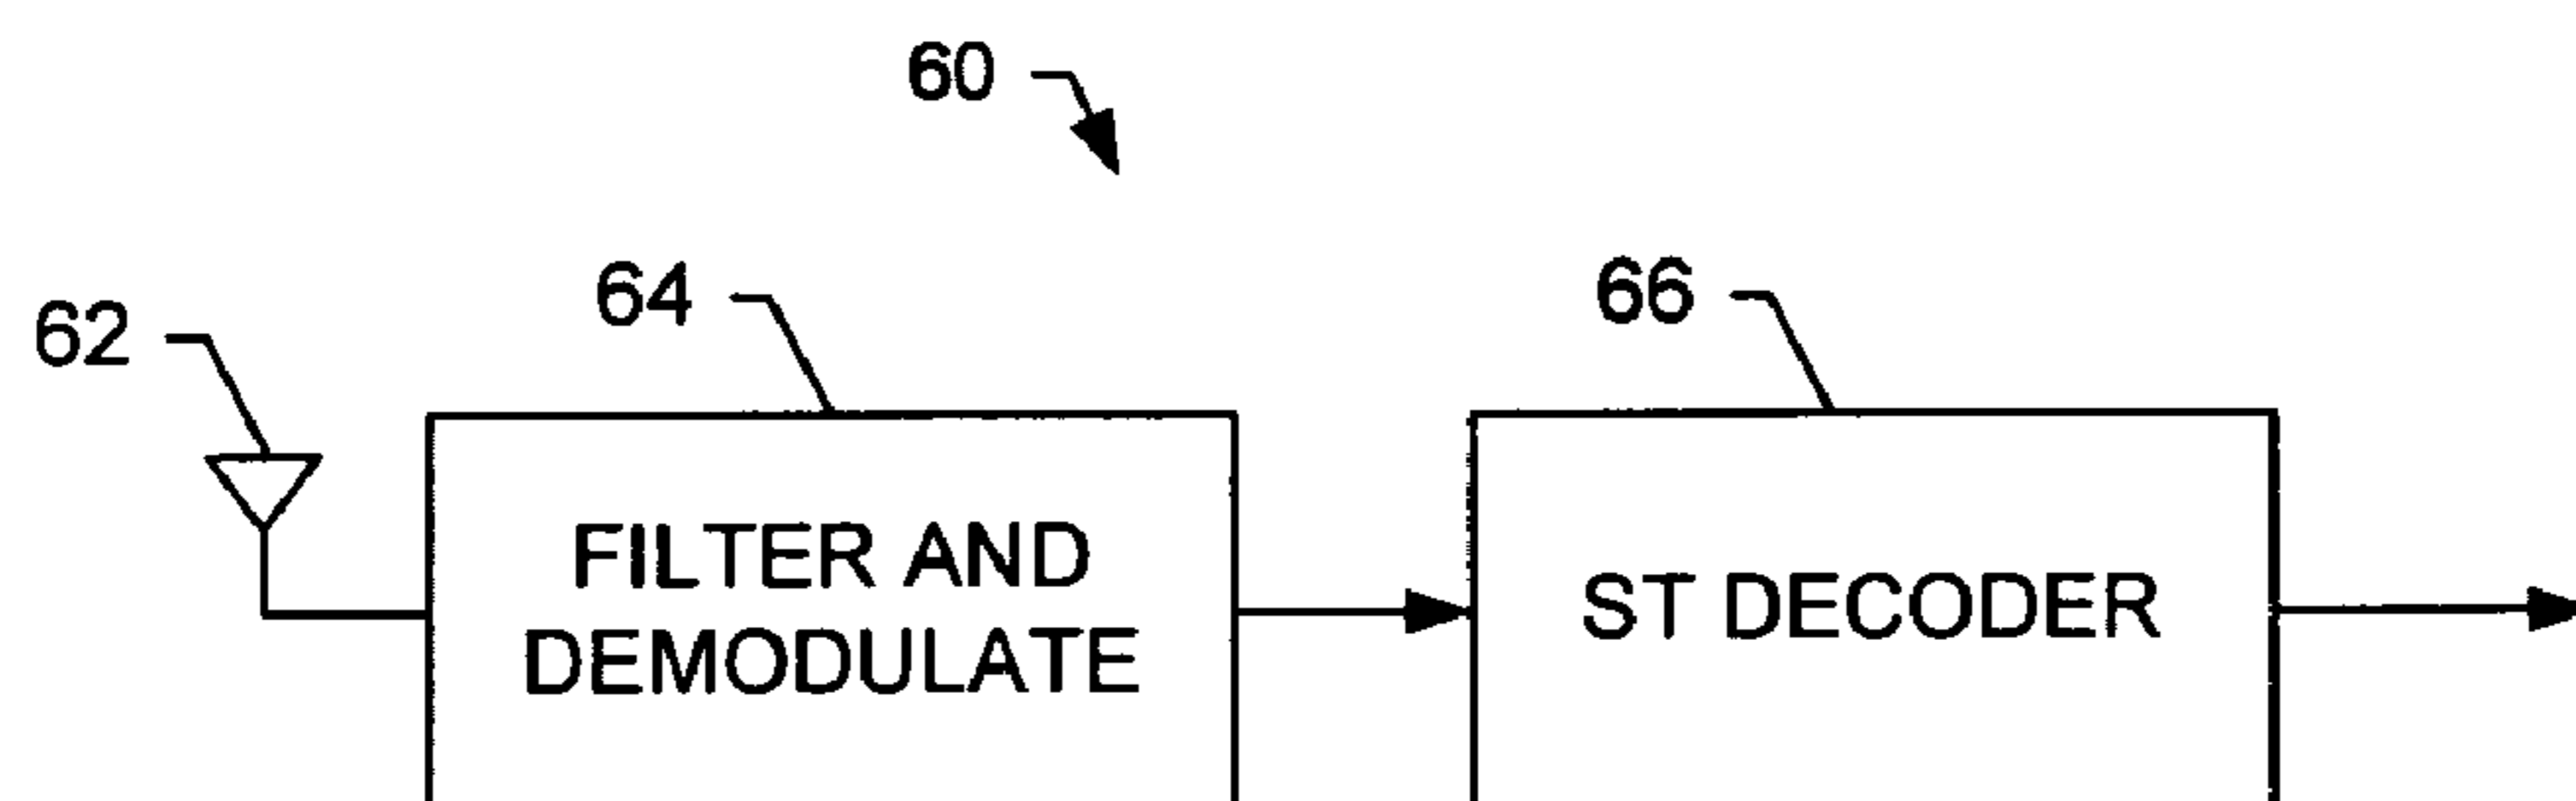 60
62
64
66
FILTER AND
DEMODULATE
ST DECODER